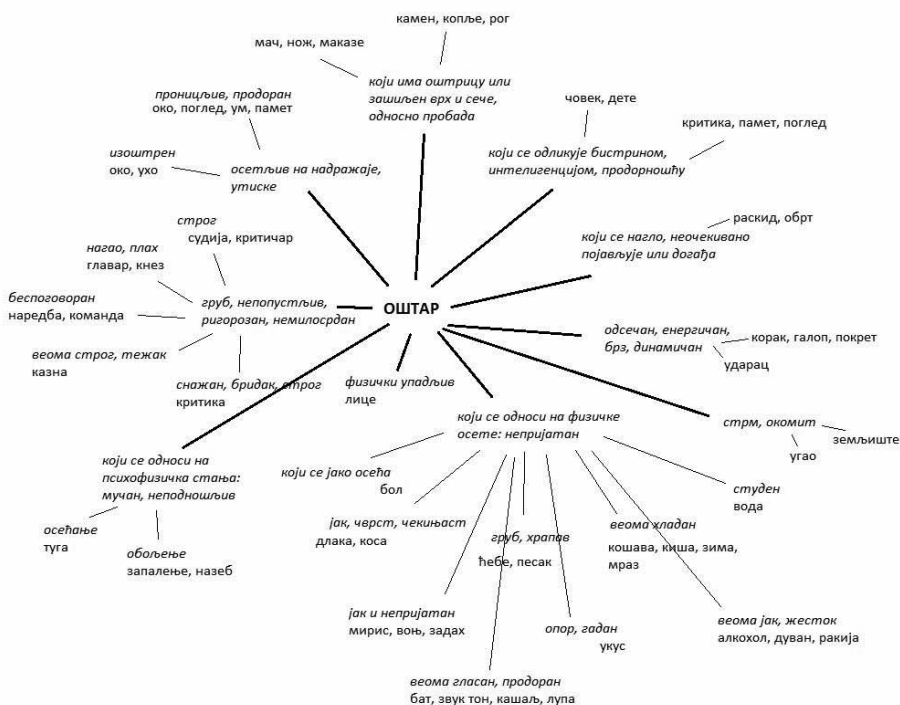 камен, копље, рог
мач, нож, маказе
који има оштрицу или
зашиљен врх и сече,
односно пробада
проницљив, продоран
око, поглед, ум, памет
човек, дете
критика, памет, поглед
изоштрен
око, ухо
осетљив на надражаје,
утиске
који се одликује бистрином,
интелигенцијом, продорношћу
раскид, обрт
који се нагло, неочекивано
појављује или догађа
строг
судија, критичар
нагао, плах
главар, кнез
беспоговоран
наредба, команда
груб, непопустљив,
ригорозан, немилосрдан
ОШТАР
одсечан, енергичан,
брз, динамичан
корак, галоп, покрет
ударац
веома строг, тежак
казна
снажан, бридак, строг
критика
физички упадљив
лице
који се односи на физичке
осете: непријатан
стрм, окомит
земљиште
угао
који се односи на
психофизичка стања:
мучан, неподношљив
осећање
туга
обољење
запалење, назеб
који се јако осећа
бол
јак, чврст, чекињаст
длака, коса
груб, храпав
ћебе, песак
веома хладан
кошава, киша, зима,
мраз
студен
вода
јак и непријатан
мирис, воњ, задах
опор, гадан
укус
веома јак, жесток
алкохол, дуван, ракија
веома гласан, продоран
бат, звук тон, кашаљ, лупа